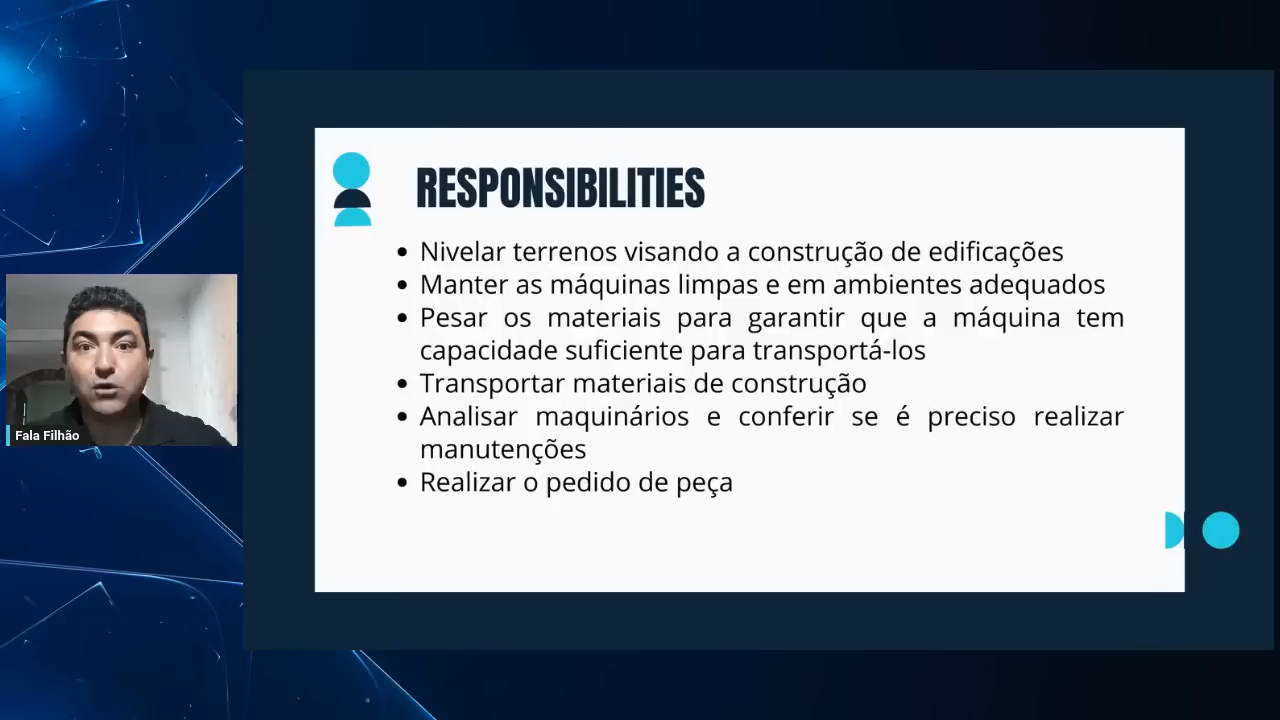 RESPONSIBILITIES
• Nivelar terrenos visando a construção de edificações
• Manter as máquinas limpas e em ambientes adequados
• Pesar os materiais para garantir que a máquina tem
capacidade suficiente para transportá-los
• Transportar materiais de construção
• Analisar maquinários e conferir se é preciso realizar
manutenções
• Realizar o pedido de peça
Fala Filhão